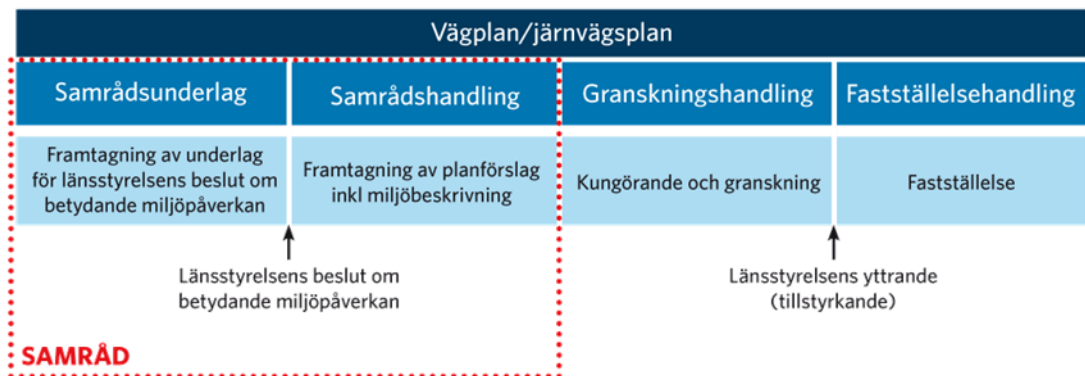 Vägplan/järnvägsplan
Samrådsunderlag
Samrådshandling
Granskningshandling
Fastställelsehandling
Framtagning av underlag
för länsstyrelsens beslut om
betydande miljöpåverkan
Framtagning av planförslag
inkl miljöbeskrivning
Kungörande och granskning
Fastställelse
Länsstyrelsens beslut om
betydande miljöpåverkan
Länsstyrelsens yttrande
(tillstyrkande)
SAMRÅD